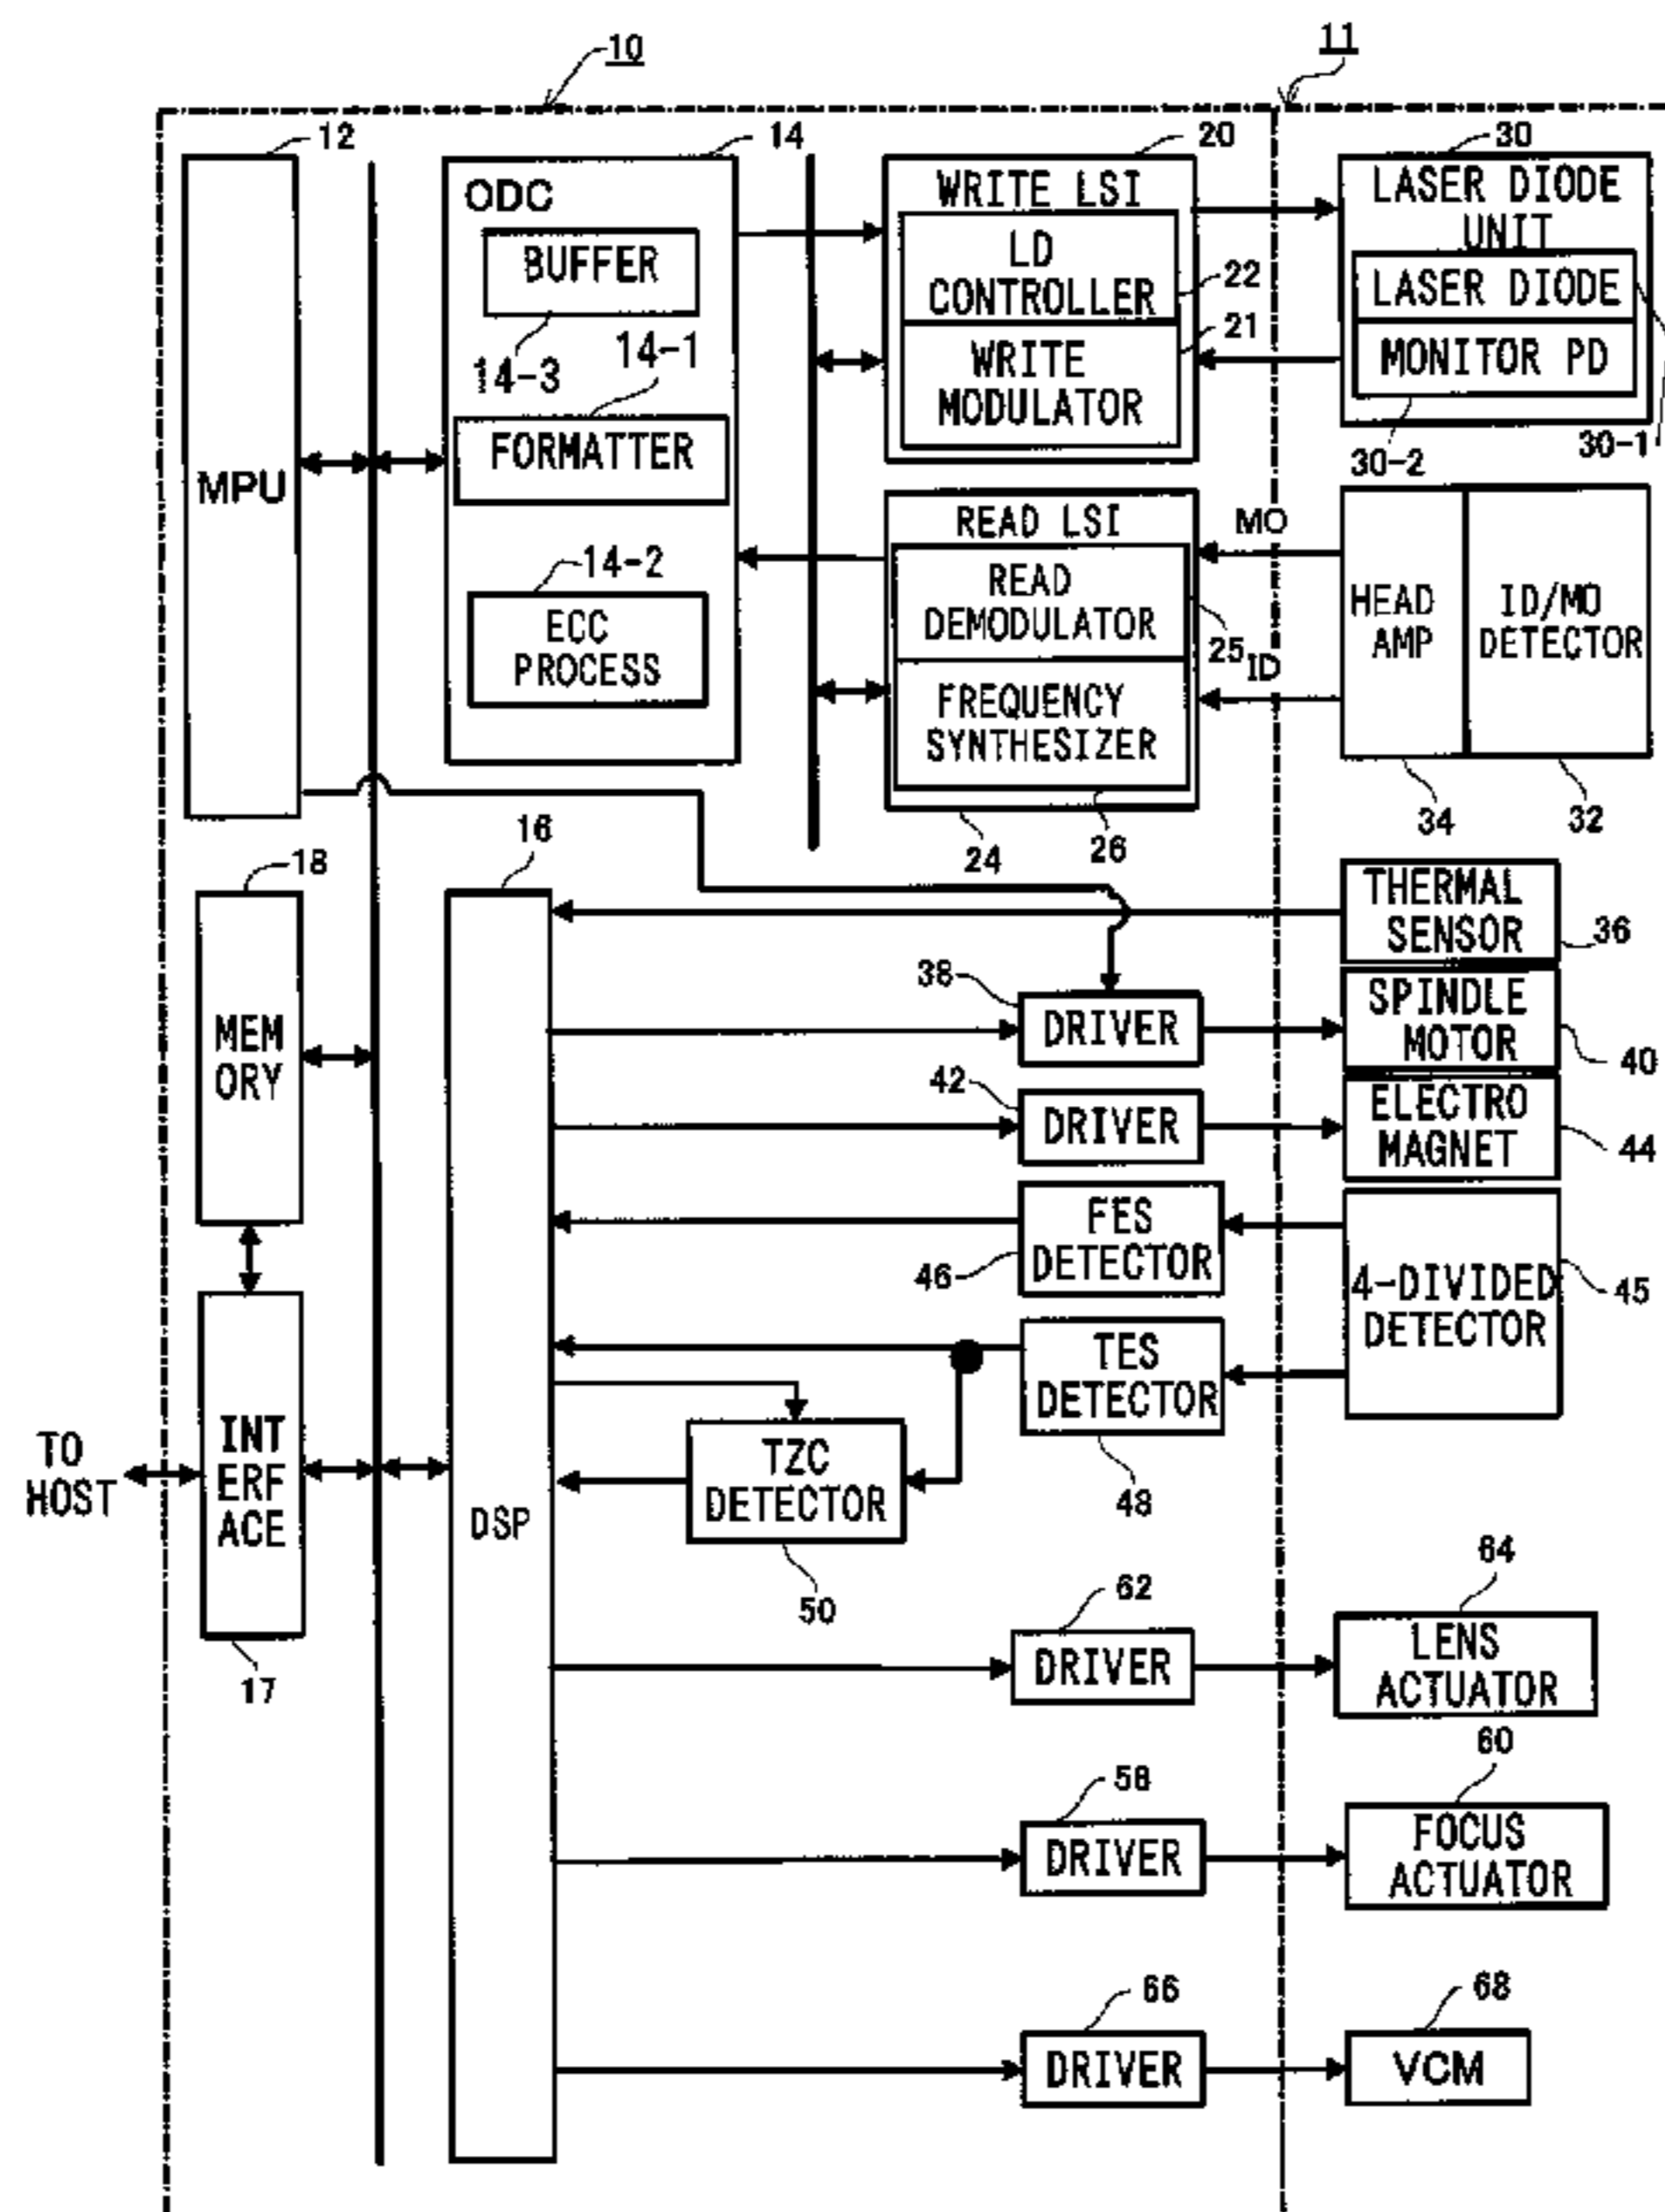 10
11
12
14
20
30
ODC
BUFFER
14-3
14-1
FORMATTER
14-2
ECC
PROCESS
MPU
WRITE LSI
LD
CONTROLLER
22
21
WRITE
MODULATOR
LASER DIODE
UNIT
LASER DIODE
MONITOR PD
30-2
30-1
READ LSI
READ
DEMODULATOR
25
FREQUENCY
SYNTHESIZER
24
26
MO
ID
HEAD
AMP
ID/MO
DETECTOR
34
32
18
16
MEM
ORY
THERMAL
SENSOR
36
38
DRIVER
SPINDLE
MOTOR
40
42
DRIVER
ELECTRO
MAGNET
44
FES
DETECTOR
46
4-DIVIDED
DETECTOR
45
TES
DETECTOR
48
TZC
DETECTOR
50
TO
HOST
INT
ERF
ACE
17
DSP
62
DRIVER
64
LENS
ACTUATOR
58
DRIVER
60
FOCUS
ACTUATOR
66
DRIVER
68
VCM